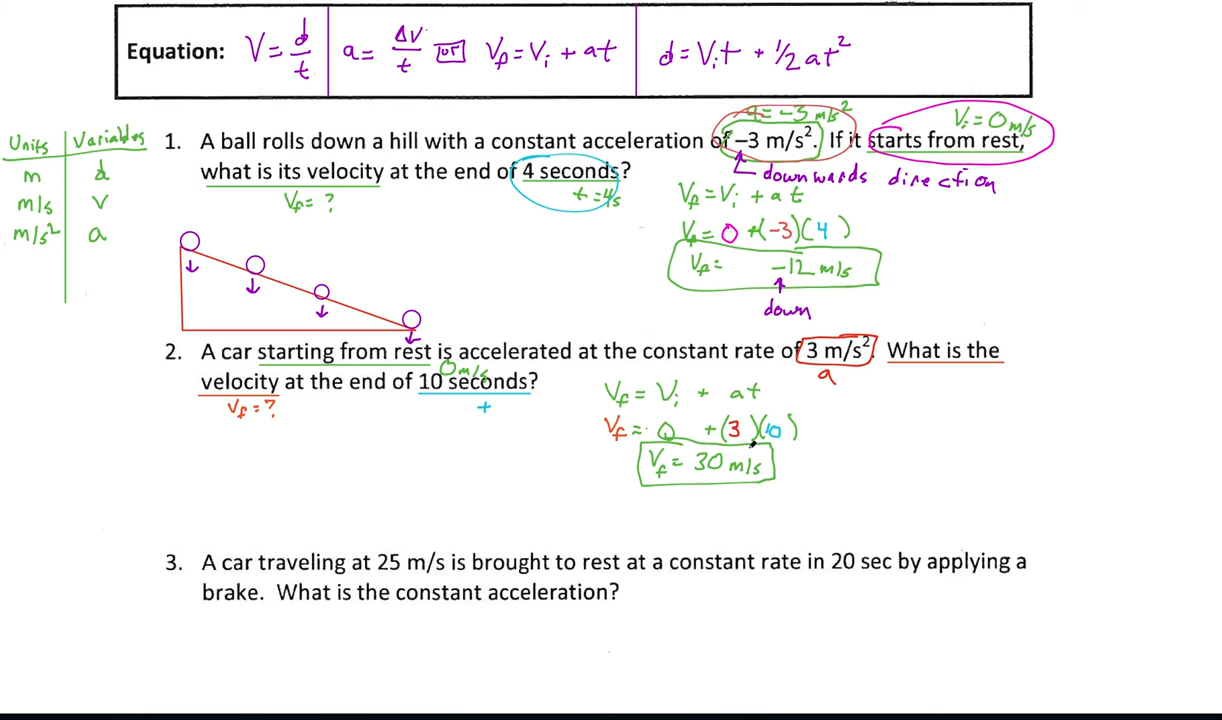 Equation: V = d/t | a = ΔV/t or Vf = Vi + at | d = Vit + 1/2 at²
a = -3 m/s²
Vi = 0 m/s
Units | Variables
m | d
m/s | v
m/s² | a
1. A ball rolls down a hill with a constant acceleration of −3 m/s². If it starts from rest,
what is its velocity at the end of 4 seconds?
downwards direction
Vf = ?
t = 4s
Vf = Vi + at
Vf = 0 + (-3)(4)
Vf = -12 m/s
down
2. A car starting from rest is accelerated at the constant rate of 3 m/s². What is the
0 m/s
a
velocity at the end of 10 seconds?
Vf = ?
t
Vf = Vi + at
Vf = 0 + (3)(10)
Vf = 30 m/s
3. A car traveling at 25 m/s is brought to rest at a constant rate in 20 sec by applying a
brake. What is the constant acceleration?